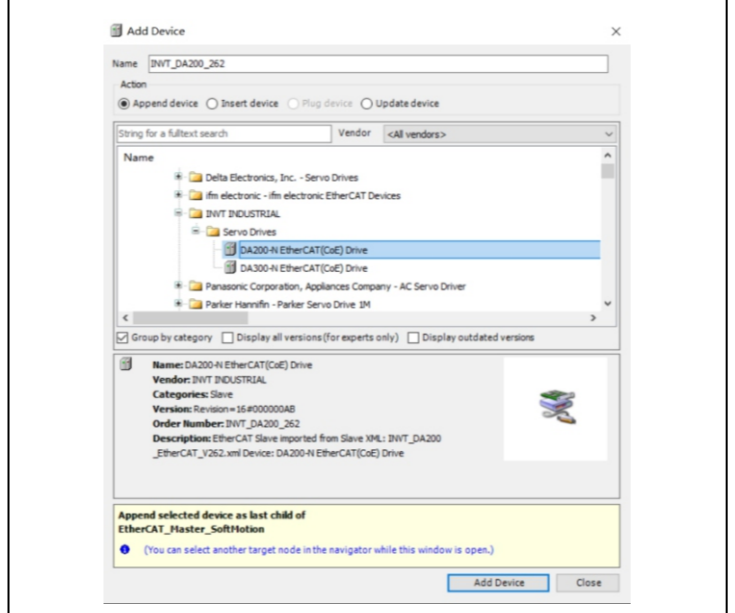 Add Device
Name INVT_DA200_262
Action
Append device Insert device Plug device Update device
String for a fulltext search Vendor <All vendors>
Name
Delta Electronics, Inc. - Servo Drives
ifm electronic - ifm electronic EtherCAT Devices
INVT INDUSTRIAL
Servo Drives
DA200-N EtherCAT(CoE) Drive
DA300-N EtherCAT(CoE) Drive
Panasonic Corporation, Appliances Company - AC Servo Driver
Parker Hannifin - Parker Servo Drive 1M
Group by category Display all versions(for experts only) Display outdated versions
Name: DA200-N EtherCAT(CoE) Drive
Vendor: INVT INDUSTRIAL
Categories: Slave
Version: Revision=16#000000AB
Order Number: INVT_DA200_262
Description: EtherCAT Slave imported from Slave XML: INVT_DA200
_EtherCAT_V262.xml Device: DA200-N EtherCAT(CoE) Drive
Append selected device as last child of
EtherCAT_Master_SoftMotion
(You can select another target node in the navigator while this window is open.)
Add Device Close